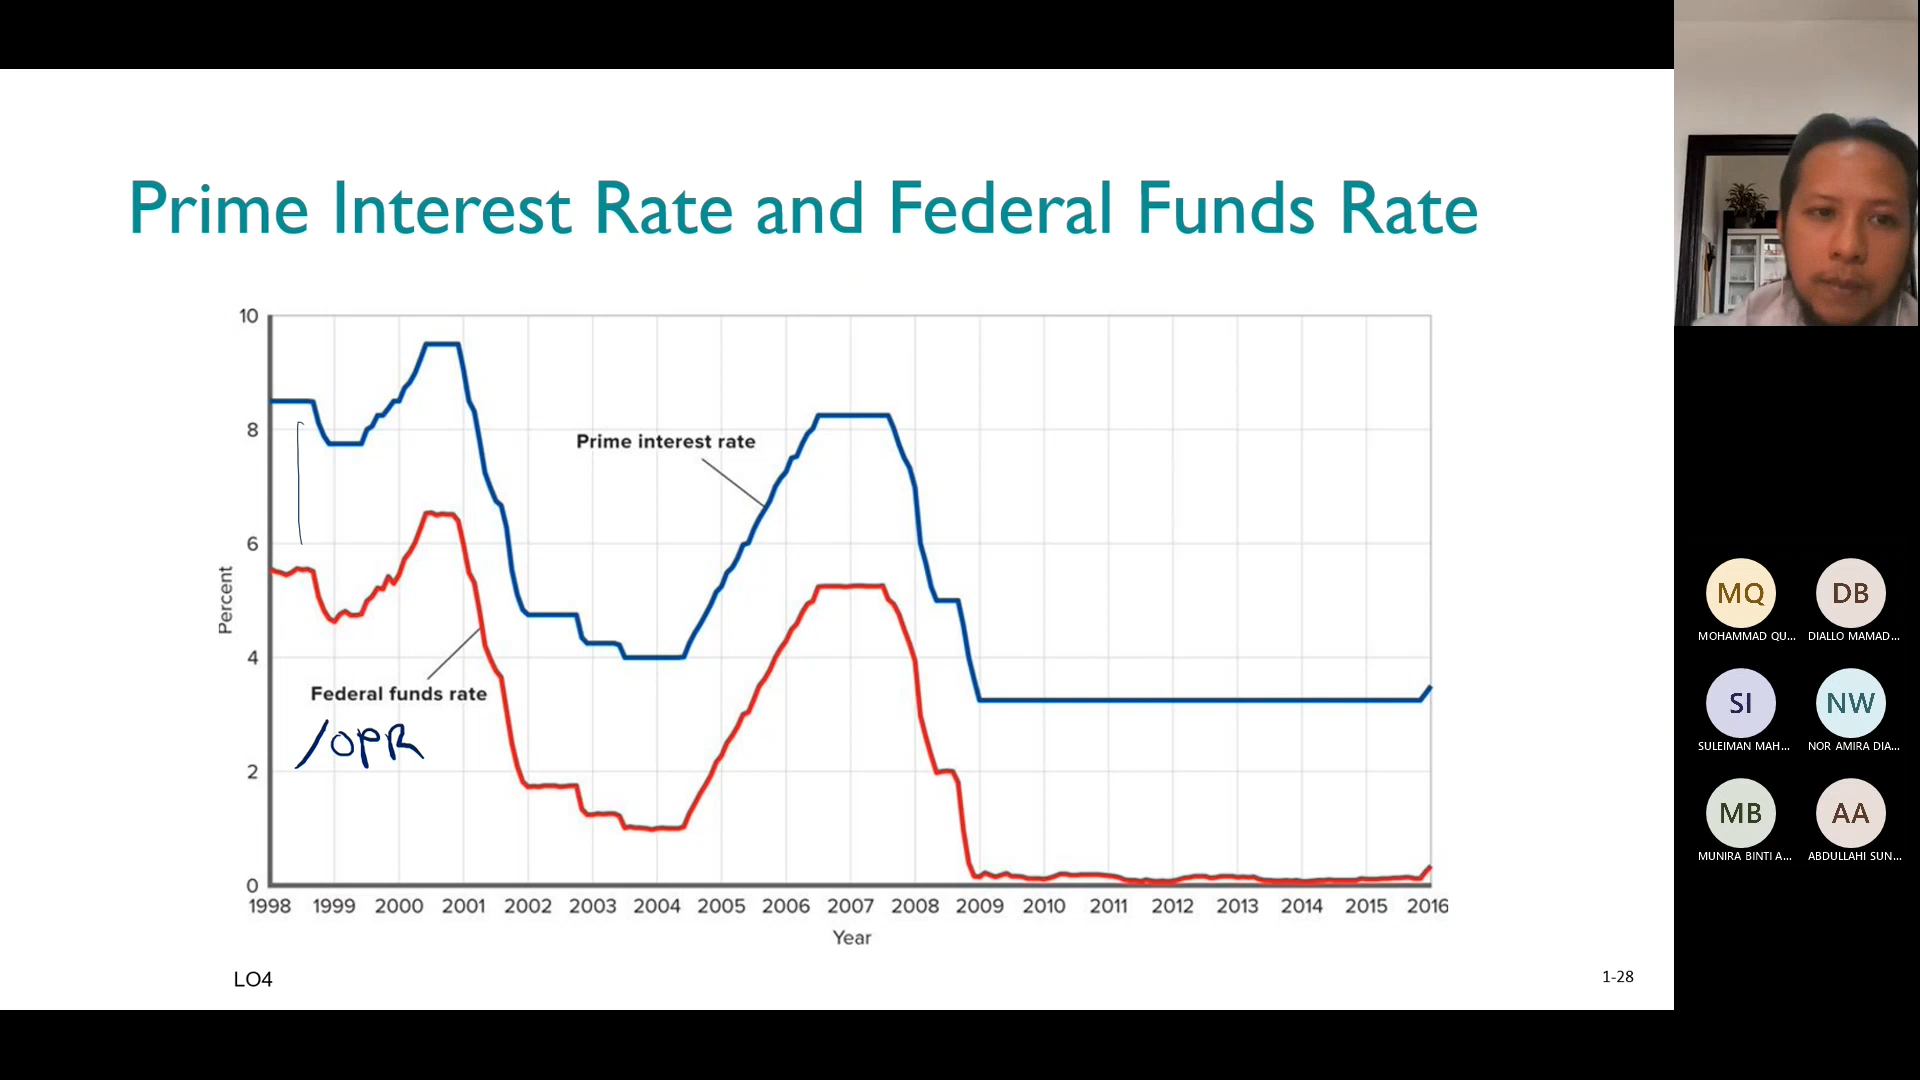 Prime Interest Rate and Federal Funds Rate
10
8
6
4
2
0
Percent
Prime interest rate
Federal funds rate
/OPR
1998 1999 2000 2001 2002 2003 2004 2005 2006 2007 2008 2009 2010 2011 2012 2013 2014 2015 2016
Year
LO4
1-28
MQ
MOHAMMAD QU...
DB
DIALLO MAMAD...
SI
SULEIMAN MAH...
NW
NOR AMIRA DIA...
MB
MUNIRA BINTI A...
AA
ABDULLAHI SUN...